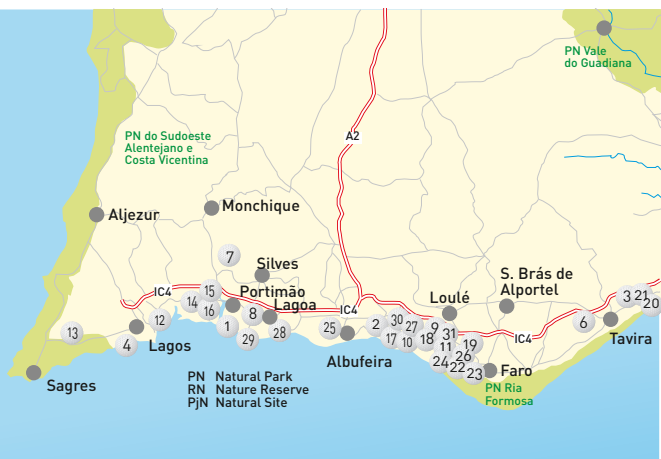 PN Vale
do Guadiana
A2
PN do Sudoeste
Alentejano e
Costa Vicentina
Aljezur
Monchique
7
Silves
IC4
15
14
16
Portimão
Lagoa
8
1
29
28
13
12
4
Lagos
Sagres
IC4
25
Albufeira
2
30
27
17
10
Loulé
9
18
31
11
19
24
26
22
23
Faro
PN Ria
Formosa
S. Brás de
Alportel
IC4
6
3
21
20
Tavira
PN Natural Park
RN Nature Reserve
PjN Natural Site